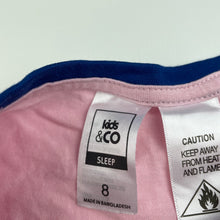 kids
&CO
SLEEP
8
MADE IN BANGLADESH
CAUTION
KEEP AWAY
FROM HEAT
AND FLAME